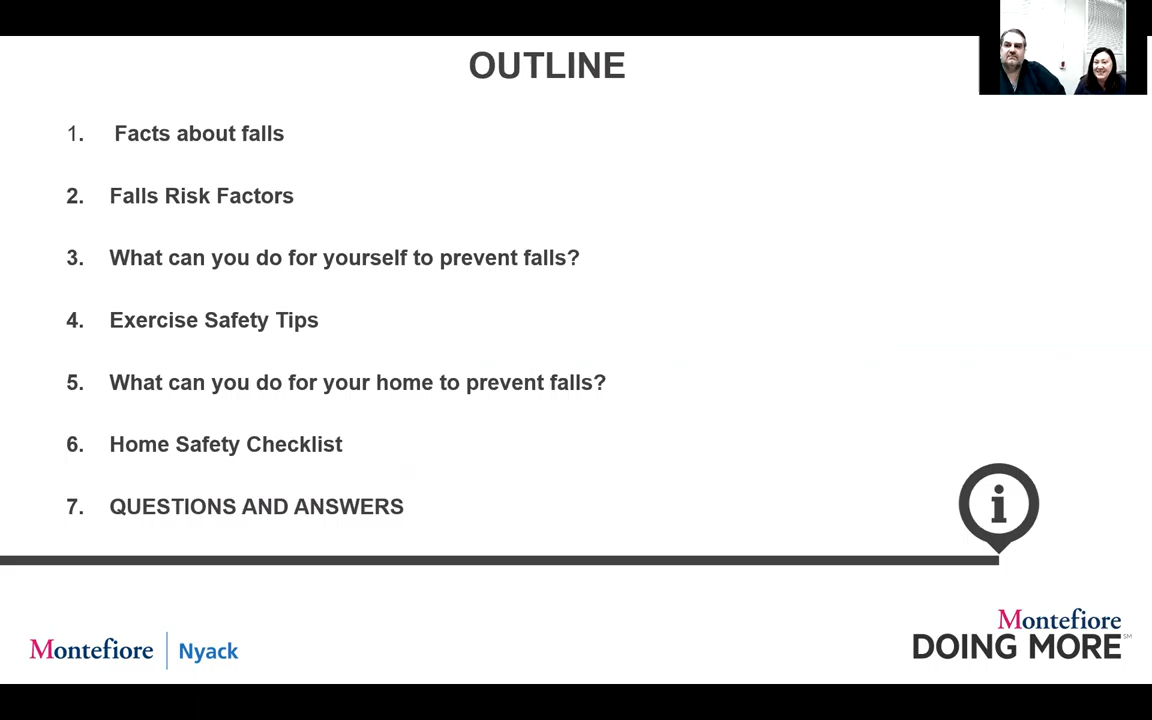 OUTLINE
1. Facts about falls
2. Falls Risk Factors
3. What can you do for yourself to prevent falls?
4. Exercise Safety Tips
5. What can you do for your home to prevent falls?
6. Home Safety Checklist
7. QUESTIONS AND ANSWERS
i
Montefiore | Nyack
Montefiore
DOING MORE℠